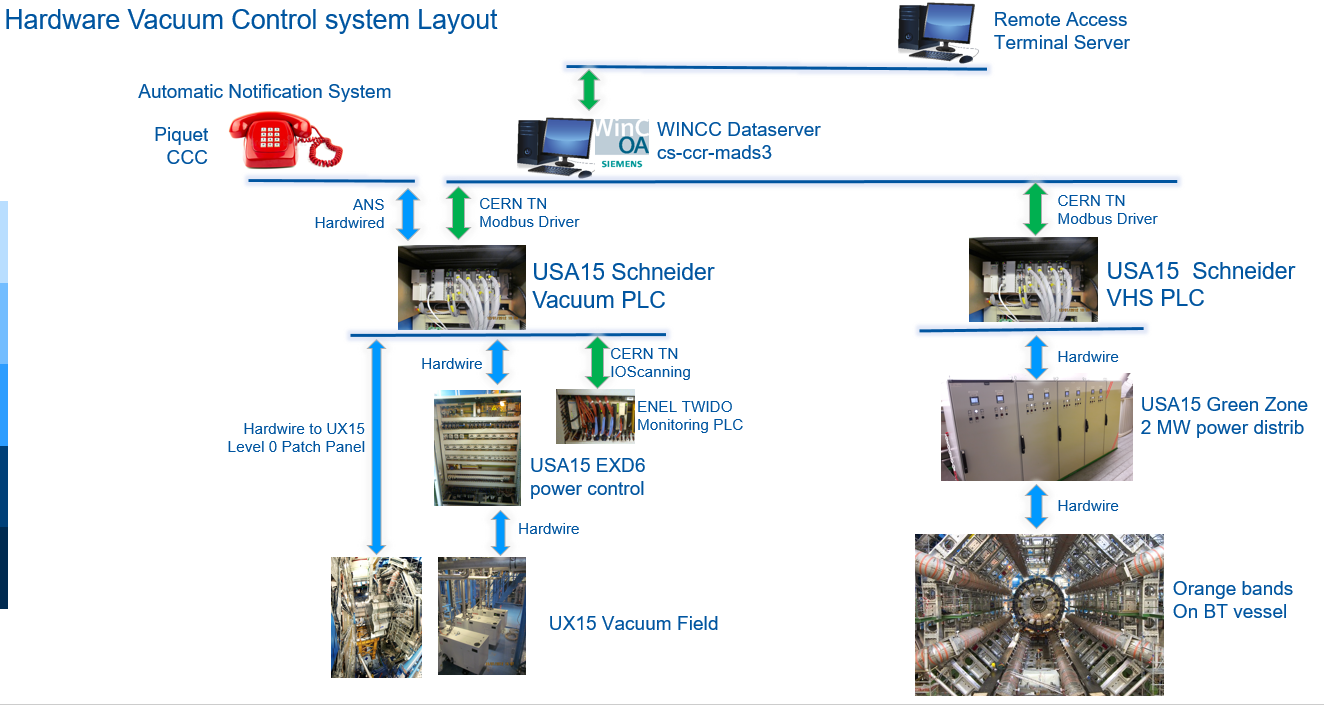 Hardware Vacuum Control system Layout
Remote Access
Terminal Server
Automatic Notification System
Piquet
CCC
WinC
OA
SIEMENS
WINCC Dataserver
cs-ccr-mads3
ANS
Hardwired
CERN TN
Modbus Driver
CERN TN
Modbus Driver
USA15 Schneider
Vacuum PLC
USA15 Schneider
VHS PLC
Hardwire
CERN TN
IOScanning
Hardwire
ENEL TWIDO
Monitoring PLC
USA15 Green Zone
2 MW power distrib
Hardwire to UX15
Level 0 Patch Panel
USA15 EXD6
power control
Hardwire
Hardwire
UX15 Vacuum Field
Orange bands
On BT vessel